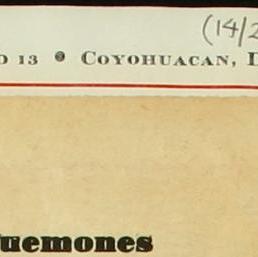 (14/2
O 13 • COYOHUACAN, D
uemones